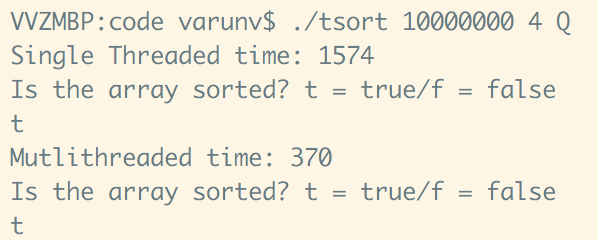 VVZMBP:code varunv$ ./tsort 10000000 4 Q
Single Threaded time: 1574
Is the array sorted? t = true/f = false
t
Mutlithreaded time: 370
Is the array sorted? t = true/f = false
t